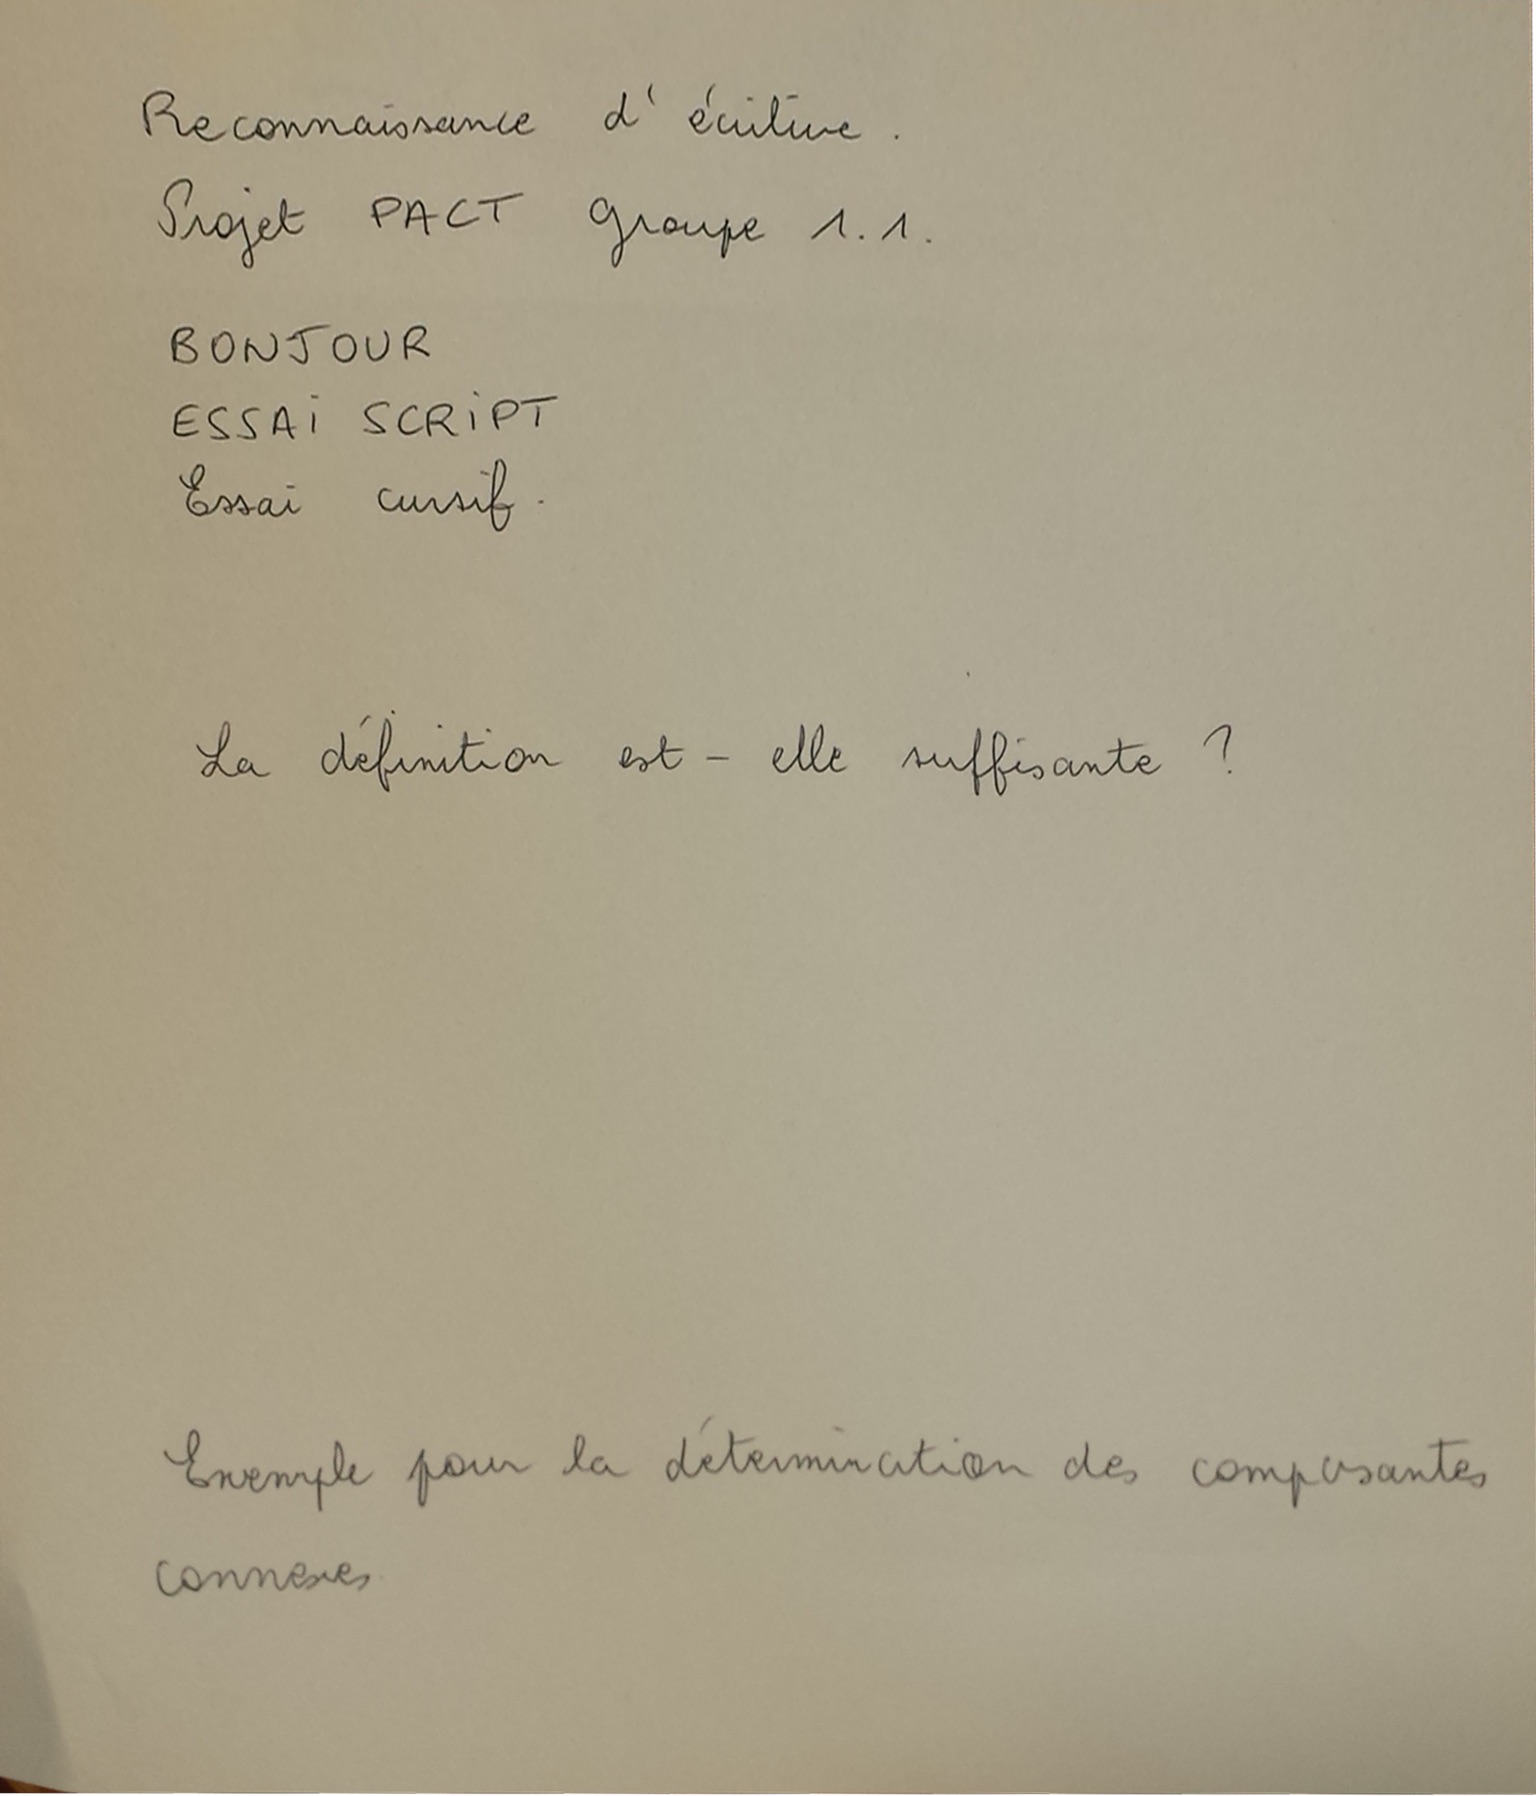 Reconnaissance d'écriture.
Projet PACT Groupe 1.1.
BONJOUR
ESSAi SCRiPT
Essai cursif.
La définition est-elle suffisante ?
Exemple pour la détermination des composantes
connexes